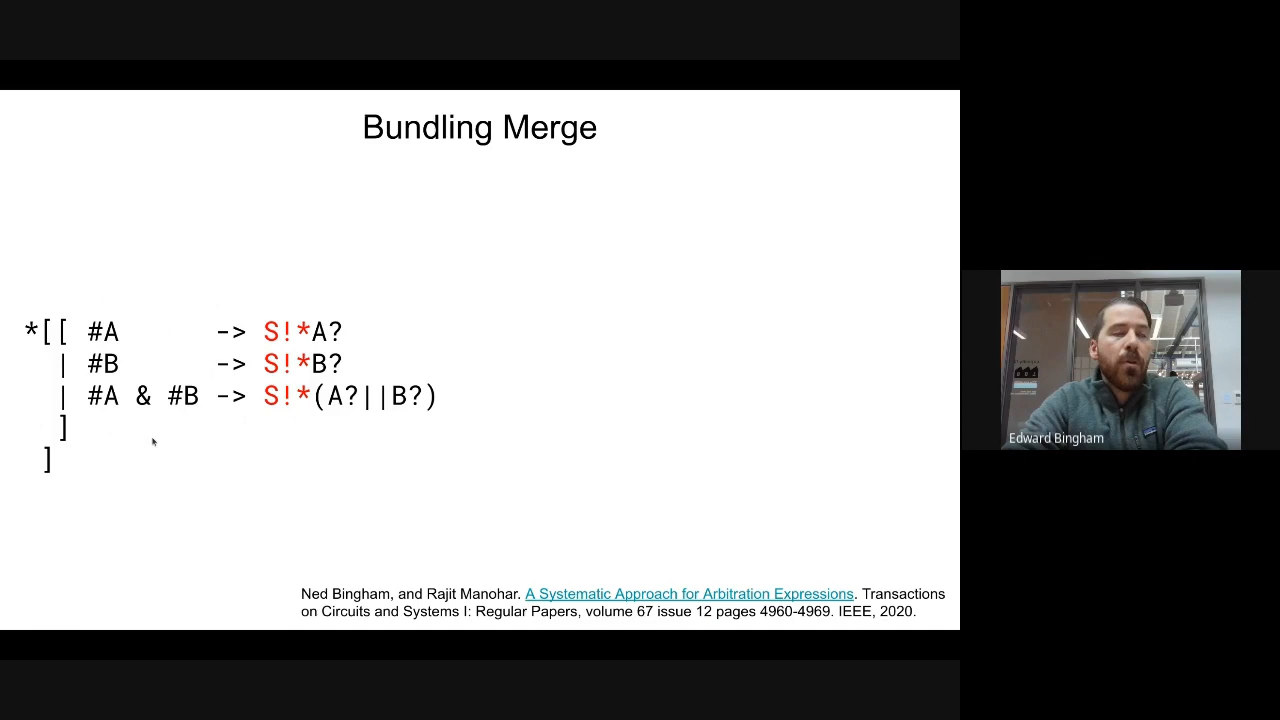 Bundling Merge
*[[ #A -> S!*A?
| #B -> S!*B?
| #A & #B -> S!*(A?||B?)
]
]
Ned Bingham, and Rajit Manohar. A Systematic Approach for Arbitration Expressions. Transactions
on Circuits and Systems I: Regular Papers, volume 67 issue 12 pages 4960-4969. IEEE, 2020.
Edward Bingham